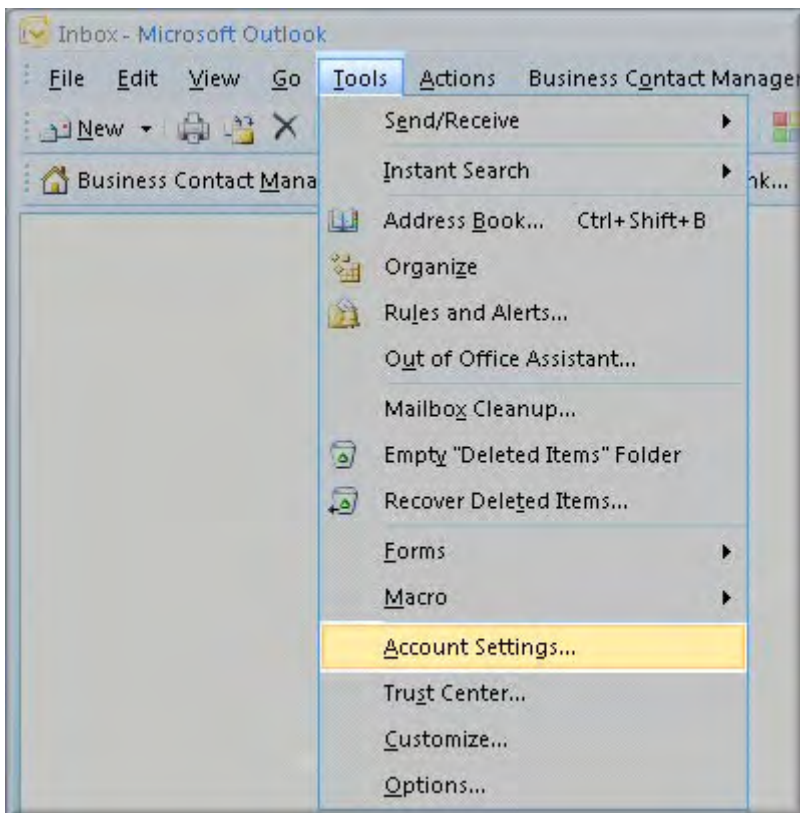 Inbox - Microsoft Outlook
File Edit View Go Tools Actions Business Contact Manager
New
Send/Receive
Instant Search
Business Contact Mana
nk...
Address Book... Ctrl+Shift+B
Organize
Rules and Alerts...
Out of Office Assistant...
Mailbox Cleanup...
Empty "Deleted Items" Folder
Recover Deleted Items...
Forms
Macro
Account Settings...
Trust Center...
Customize...
Options...